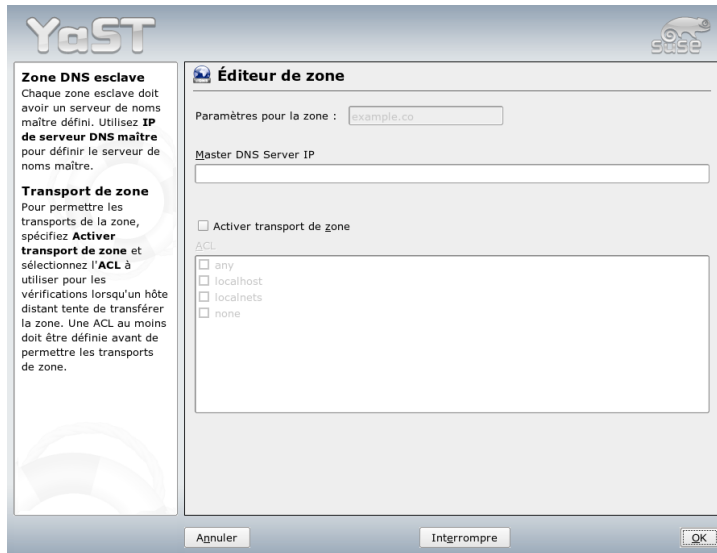 YaST
SUSE
Zone DNS esclave
Chaque zone esclave doit
avoir un serveur de noms
maître défini. Utilisez IP
de serveur DNS maître
pour définir le serveur de
noms maître.
Transport de zone
Pour permettre les
transports de la zone,
spécifiez Activer
transport de zone et
sélectionnez l'ACL à
utiliser pour les
vérifications lorsqu'un hôte
distant tente de transférer
la zone. Une ACL au moins
doit être définie avant de
permettre les transports
de zone.
Éditeur de zone
Paramètres pour la zone : example.co
Master DNS Server IP
Activer transport de zone
ACL
any
localhost
localnets
none
Annuler Interrompre OK